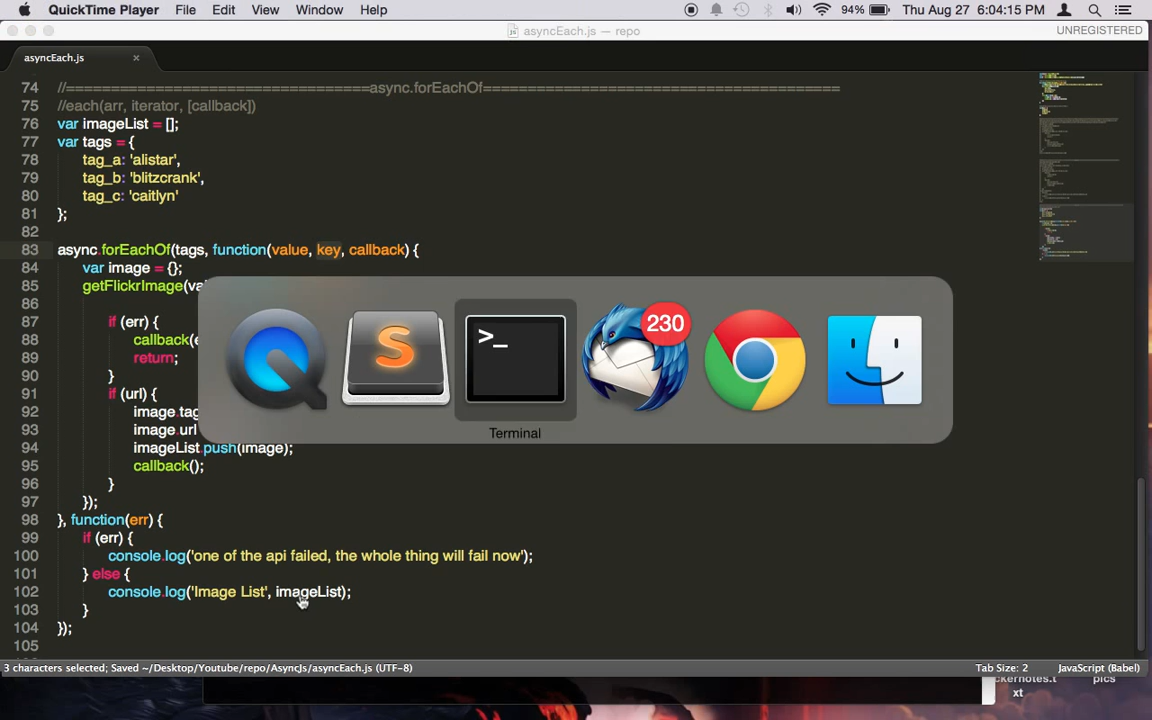 QuickTime Player File Edit View Window Help 94% Thu Aug 27 6:04:15 PM
asyncEach.js — repo UNREGISTERED
asyncEach.js ×
74 //================================async.forEachOf=====================================
75 //each(arr, iterator, [callback])
76 var imageList = [];
77 var tags = {
78 tag_a: 'alistar',
79 tag_b: 'blitzcrank',
80 tag_c: 'caitlyn'
81 };
82
83 async.forEachOf(tags, function(value, key, callback) {
84 var image = {};
85 getFlickrImage(va
86
87 if (err) {
88 callback(e
89 return;
90 }
91 if (url) {
92 image.tag
93 image.url
94 imageList.push(image);
95 callback();
96 }
97 });
98 }, function(err) {
99 if (err) {
100 console.log('one of the api failed, the whole thing will fail now');
101 } else {
102 console.log('Image List', imageList);
103 }
104 });
105
230
>_
Terminal
3 characters selected; Saved ~/Desktop/Youtube/repo/AsyncJs/asyncEach.js (UTF-8) Tab Size: 2 JavaScript (Babel)
ckernotes.t pics
xt